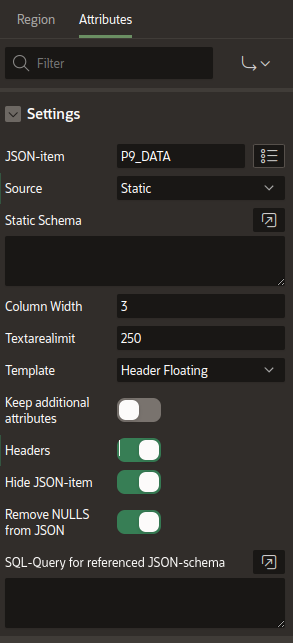 Region Attributes
Filter
Settings
JSON-item P9_DATA
Source Static
Static Schema
Column Width 3
Textarealimit 250
Template Header Floating
Keep additional
attributes
Headers
Hide JSON-item
Remove NULLS
from JSON
SQL-Query for referenced JSON-schema